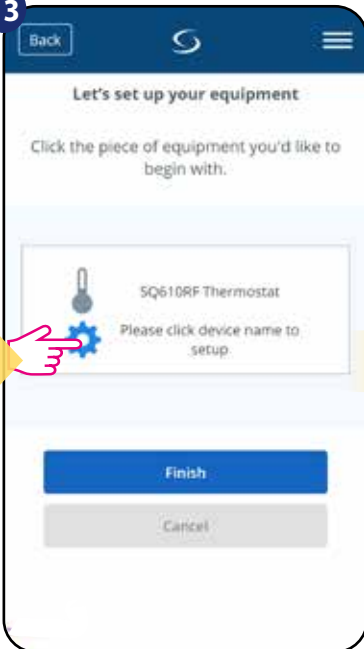 3
Back
Let's set up your equipment
Click the piece of equipment you'd like to
begin with.
SQ610RF Thermostat
Please click device name to
setup
Finish
Cancel